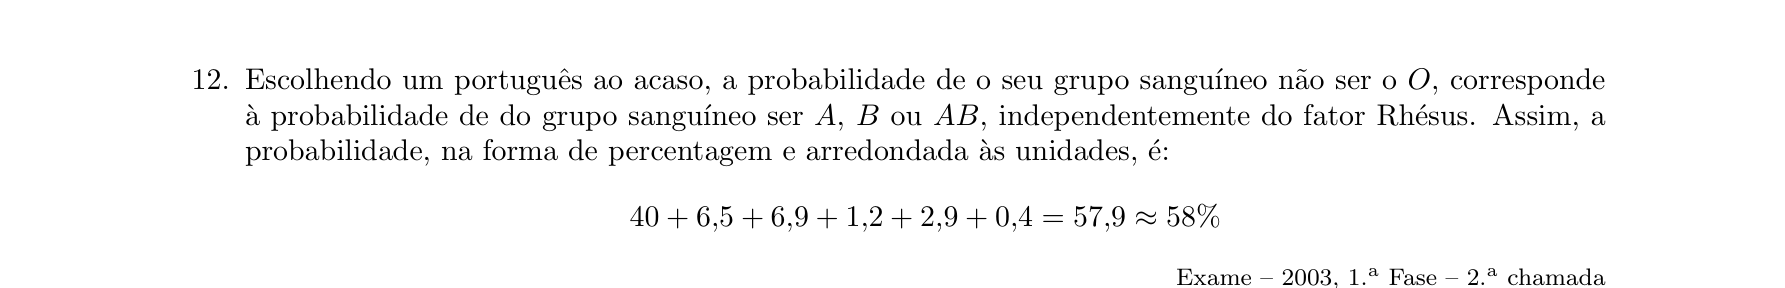 12. Escolhendo um português ao acaso, a probabilidade de o seu grupo sanguíneo não ser o O, corresponde
à probabilidade de do grupo sanguíneo ser A, B ou AB, independentemente do fator Rhésus. Assim, a
probabilidade, na forma de percentagem e arredondada às unidades, é:
40 + 6,5 + 6,9 + 1,2 + 2,9 + 0,4 = 57,9 ≈ 58%
Exame – 2003, 1.ª Fase – 2.ª chamada